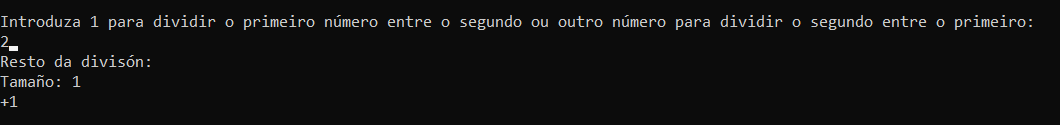 Introduza 1 para dividir o primeiro número entre o segundo ou outro número para dividir o segundo entre o primeiro:
2
Resto da divisón:
Tamaño: 1
+1